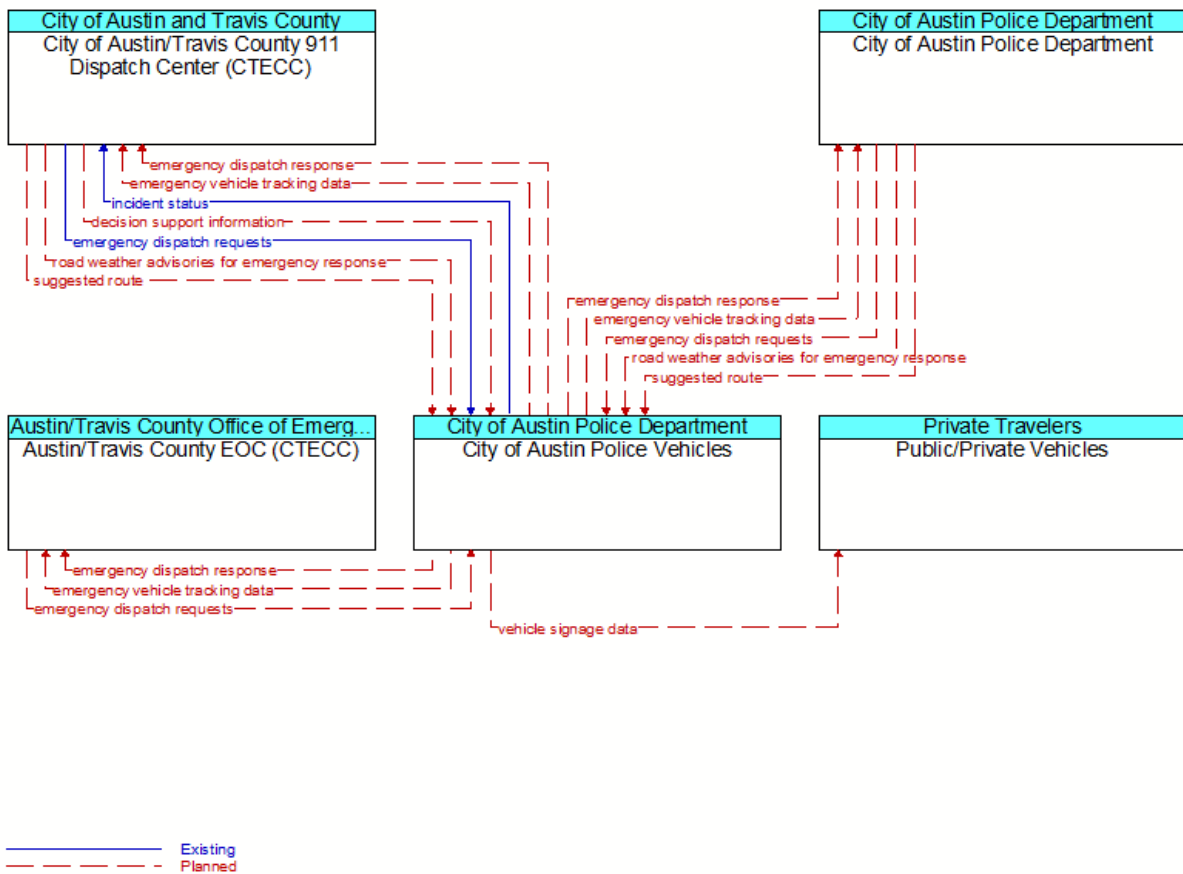 City of Austin and Travis County
City of Austin/Travis County 911
Dispatch Center (CTECC)
City of Austin Police Department
City of Austin Police Department
emergency dispatch response
emergency vehicle tracking data
incident status
decision support information
emergency dispatch requests
road weather advisories for emergency response
suggested route
emergency dispatch response
emergency vehicle tracking data
emergency dispatch requests
road weather advisories for emergency response
suggested route
Austin/Travis County Office of Emerg...
Austin/Travis County EOC (CTECC)
City of Austin Police Department
City of Austin Police Vehicles
Private Travelers
Public/Private Vehicles
emergency dispatch response
emergency vehicle tracking data
emergency dispatch requests
vehicle signage data
Existing
Planned